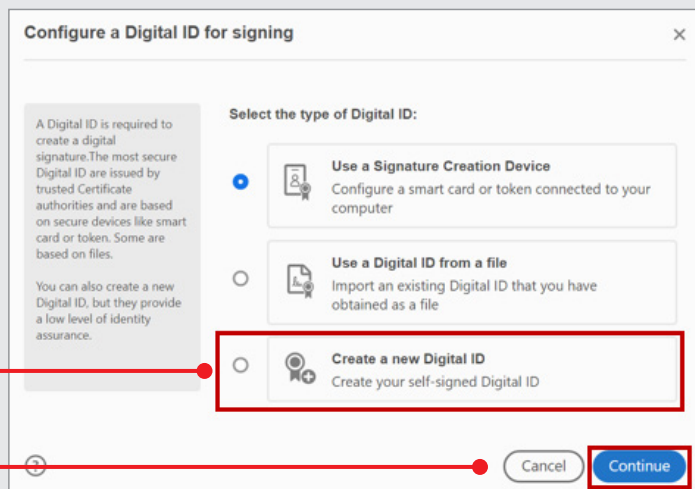 Configure a Digital ID for signing
A Digital ID is required to
create a digital
signature.The most secure
Digital ID are issued by
trusted Certificate
authorities and are based
on secure devices like smart
card or token. Some are
based on files.
You can also create a new
Digital ID, but they provide
a low level of identity
assurance.
Select the type of Digital ID:
Use a Signature Creation Device
Configure a smart card or token connected to your
computer
Use a Digital ID from a file
Import an existing Digital ID that you have
obtained as a file
Create a new Digital ID
Create your self-signed Digital ID
?
Cancel
Continue